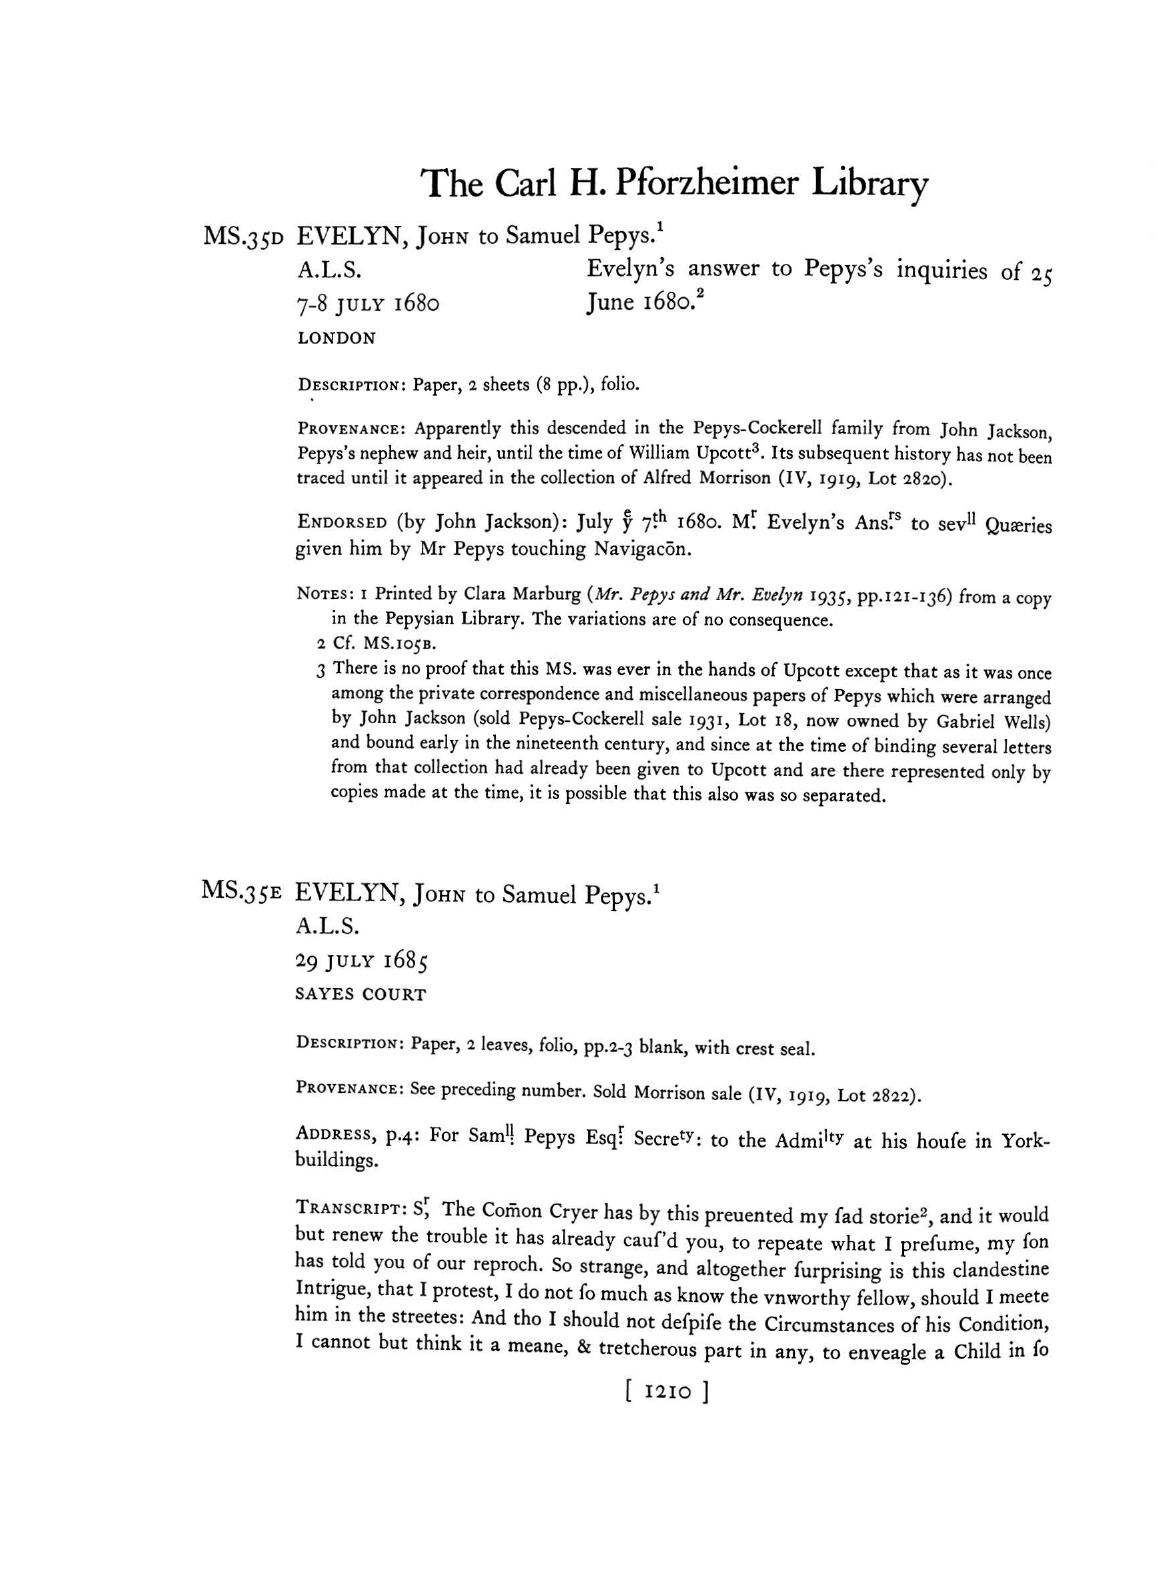 The Carl H. Pforzheimer Library
MS.35D EVELYN, JOHN to Samuel Pepys.¹
A.L.S. Evelyn's answer to Pepys's inquiries of 25
7-8 JULY 1680 June 1680.²
LONDON
DESCRIPTION: Paper, 2 sheets (8 pp.), folio.
PROVENANCE: Apparently this descended in the Pepys-Cockerell family from John Jackson,
Pepys's nephew and heir, until the time of William Upcott³. Its subsequent history has not been
traced until it appeared in the collection of Alfred Morrison (IV, 1919, Lot 2820).
ENDORSED (by John Jackson): July yͤ 7.th 1680. M.r Evelyn's Ans.rs to sevll Quæries
given him by Mr Pepys touching Navigacōn.
NOTES: 1 Printed by Clara Marburg (Mr. Pepys and Mr. Evelyn 1935, pp.121-136) from a copy
in the Pepysian Library. The variations are of no consequence.
2 Cf. MS.105B.
3 There is no proof that this MS. was ever in the hands of Upcott except that as it was once
among the private correspondence and miscellaneous papers of Pepys which were arranged
by John Jackson (sold Pepys-Cockerell sale 1931, Lot 18, now owned by Gabriel Wells)
and bound early in the nineteenth century, and since at the time of binding several letters
from that collection had already been given to Upcott and are there represented only by
copies made at the time, it is possible that this also was so separated.
MS.35E EVELYN, JOHN to Samuel Pepys.¹
A.L.S.
29 JULY 1685
SAYES COURT
DESCRIPTION: Paper, 2 leaves, folio, pp.2-3 blank, with crest seal.
PROVENANCE: See preceding number. Sold Morrison sale (IV, 1919, Lot 2822).
ADDRESS, p.4: For Sam.ll Pepys Esq.r Secrety: to the Admilty at his houſe in York-
buildings.
TRANSCRIPT: Sr, The Com̄on Cryer has by this preuented my ſad storie², and it would
but renew the trouble it has already cauſ'd you, to repeate what I preſume, my ſon
has told you of our reproch. So strange, and altogether ſurprising is this clandestine
Intrigue, that I protest, I do not ſo much as know the vnworthy fellow, should I meete
him in the streetes: And tho I should not deſpiſe the Circumstances of his Condition,
I cannot but think it a meane, & tretcherous part in any, to enveagle a Child in ſo
[ 1210 ]